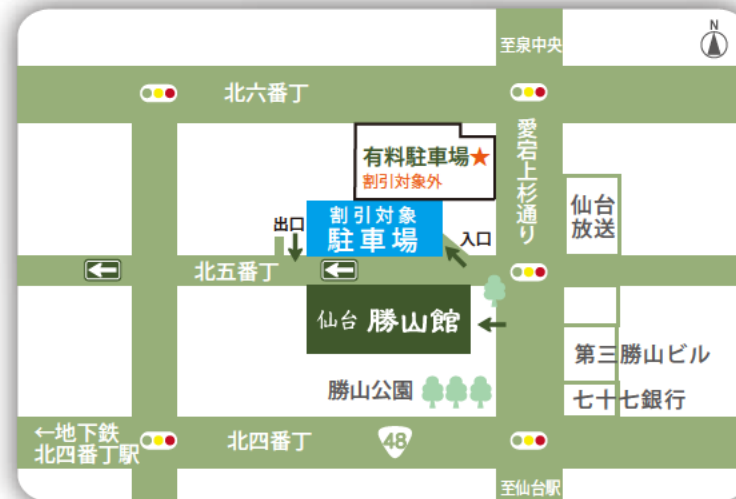 至泉中央
N
北六番丁
愛宕上杉通り
有料駐車場★
割引対象外
仙台
放送
割引対象
駐車場
出口
入口
北五番丁
仙台 勝山館
第三勝山ビル
勝山公園
七十七銀行
←地下鉄
北四番丁駅
北四番丁
48
至仙台駅